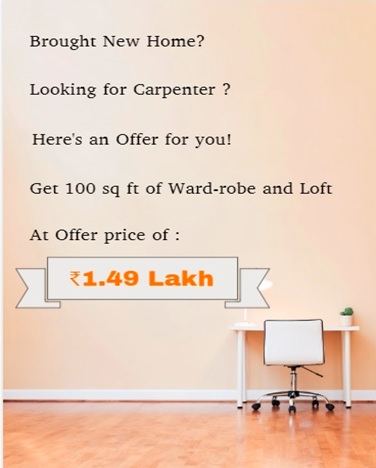 Brought New Home?
Looking for Carpenter ?
Here's an Offer for you!
Get 100 sq ft of Ward-robe and Loft
At Offer price of :
₹1.49 Lakh